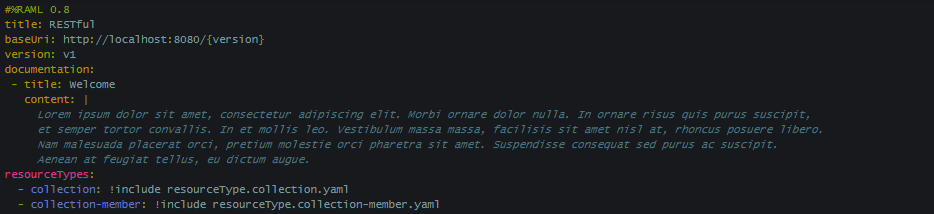 #%RAML 0.8
title: RESTful
baseUri: http://localhost:8080/{version}
version: v1
documentation:
 - title: Welcome
   content: |
     Lorem ipsum dolor sit amet, consectetur adipiscing elit. Morbi ornare dolor nulla. In ornare risus quis purus suscipit,
     et semper tortor convallis. In et mollis leo. Vestibulum massa massa, facilisis sit amet nisl at, rhoncus posuere libero.
     Nam malesuada placerat orci, pretium molestie orci pharetra sit amet. Suspendisse consequat sed purus ac suscipit.
     Aenean at feugiat tellus, eu dictum augue.
resourceTypes:
  - collection: !include resourceType.collection.yaml
  - collection-member: !include resourceType.collection-member.yaml